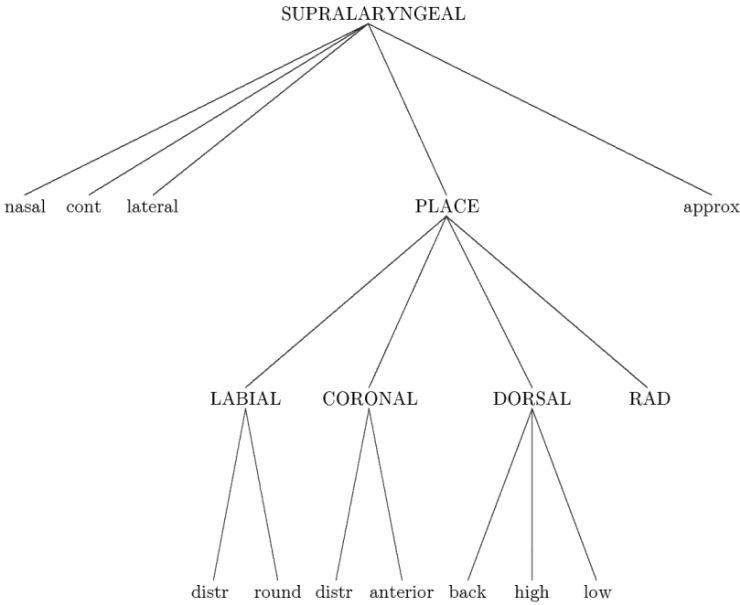 SUPRALARYNGEAL
nasal cont lateral PLACE approx
LABIAL CORONAL DORSAL RAD
distr round distr anterior back high low